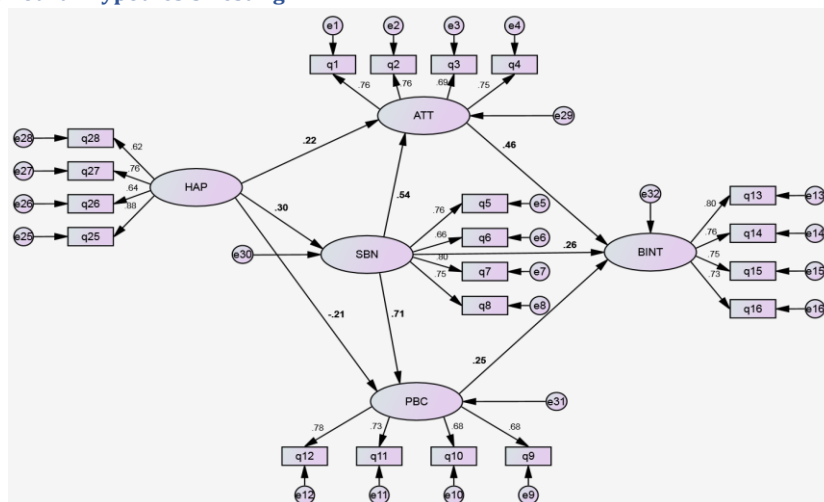 e1 e2 e3 e4
q1 q2 q3 q4
.76 .76 .69 .75
ATT
e29
e28 q28 .62
e27 q27 .76
e26 q26 .64
e25 q25 .88
HAP
.22
.46
.30
.54
e30
SBN
.76 q5 e5
.66 q6 e6
.80 q7 e7
.75 q8 e8
.26
e32
BINT
.80 q13 e13
.76 q14 e14
.75 q15 e15
.73 q16 e16
-.21
.71
.25
PBC
e31
.78 .73 .68 .68
q12 q11 q10 q9
e12 e11 e10 e9